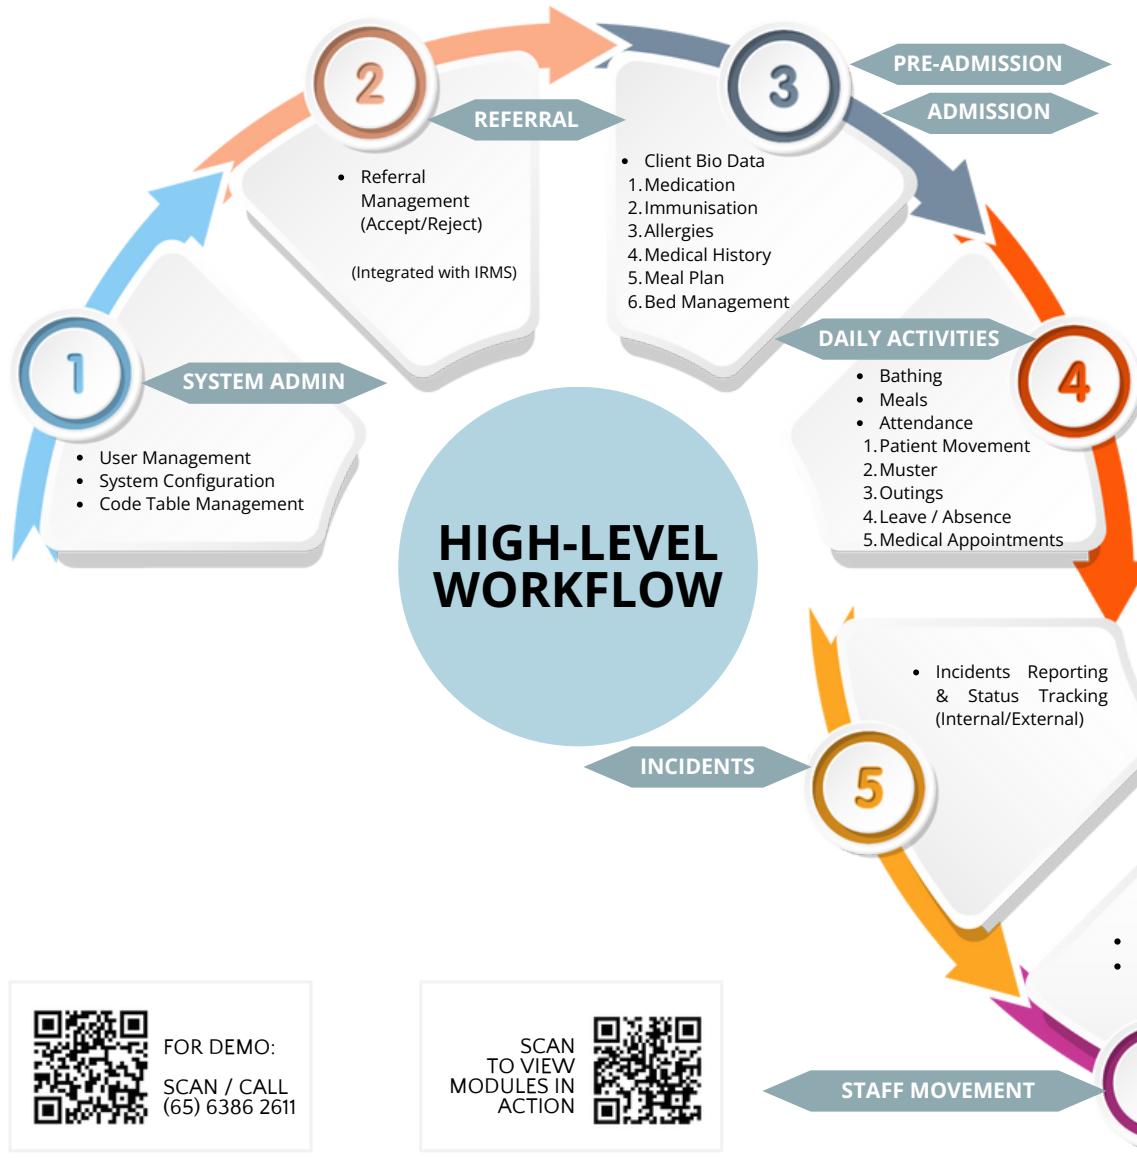 1
SYSTEM ADMIN
• User Management
• System Configuration
• Code Table Management
2
REFERRAL
• Referral
Management
(Accept/Reject)
(Integrated with IRMS)
3
PRE-ADMISSION
ADMISSION
• Client Bio Data
1. Medication
2. Immunisation
3. Allergies
4. Medical History
5. Meal Plan
6. Bed Management
4
DAILY ACTIVITIES
• Bathing
• Meals
• Attendance
1. Patient Movement
2. Muster
3. Outings
4. Leave / Absence
5. Medical Appointments
HIGH-LEVEL
WORKFLOW
5
INCIDENTS
• Incidents Reporting
& Status Tracking
(Internal/External)
STAFF MOVEMENT
FOR DEMO:
SCAN / CALL
(65) 6386 2611
SCAN
TO VIEW
MODULES IN
ACTION